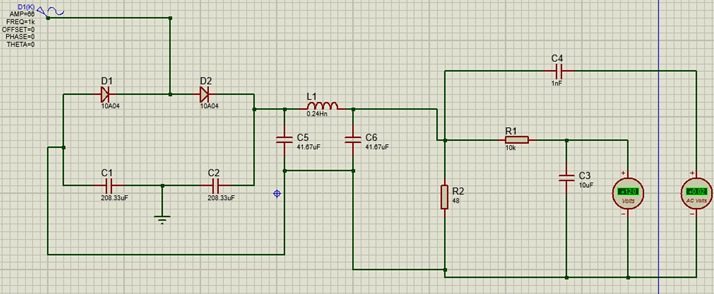 D1(K)
AMP=66
FREQ=1k
OFFSET=0
PHASE=0
THETA=0
D1
10A04
D2
10A04
C1
208.33uF
C2
208.33uF
L1
0.24Hn
C5
41.67uF
C6
41.67uF
C4
1nF
R1
10k
R2
48
C3
10uF
Volts
AC Volts